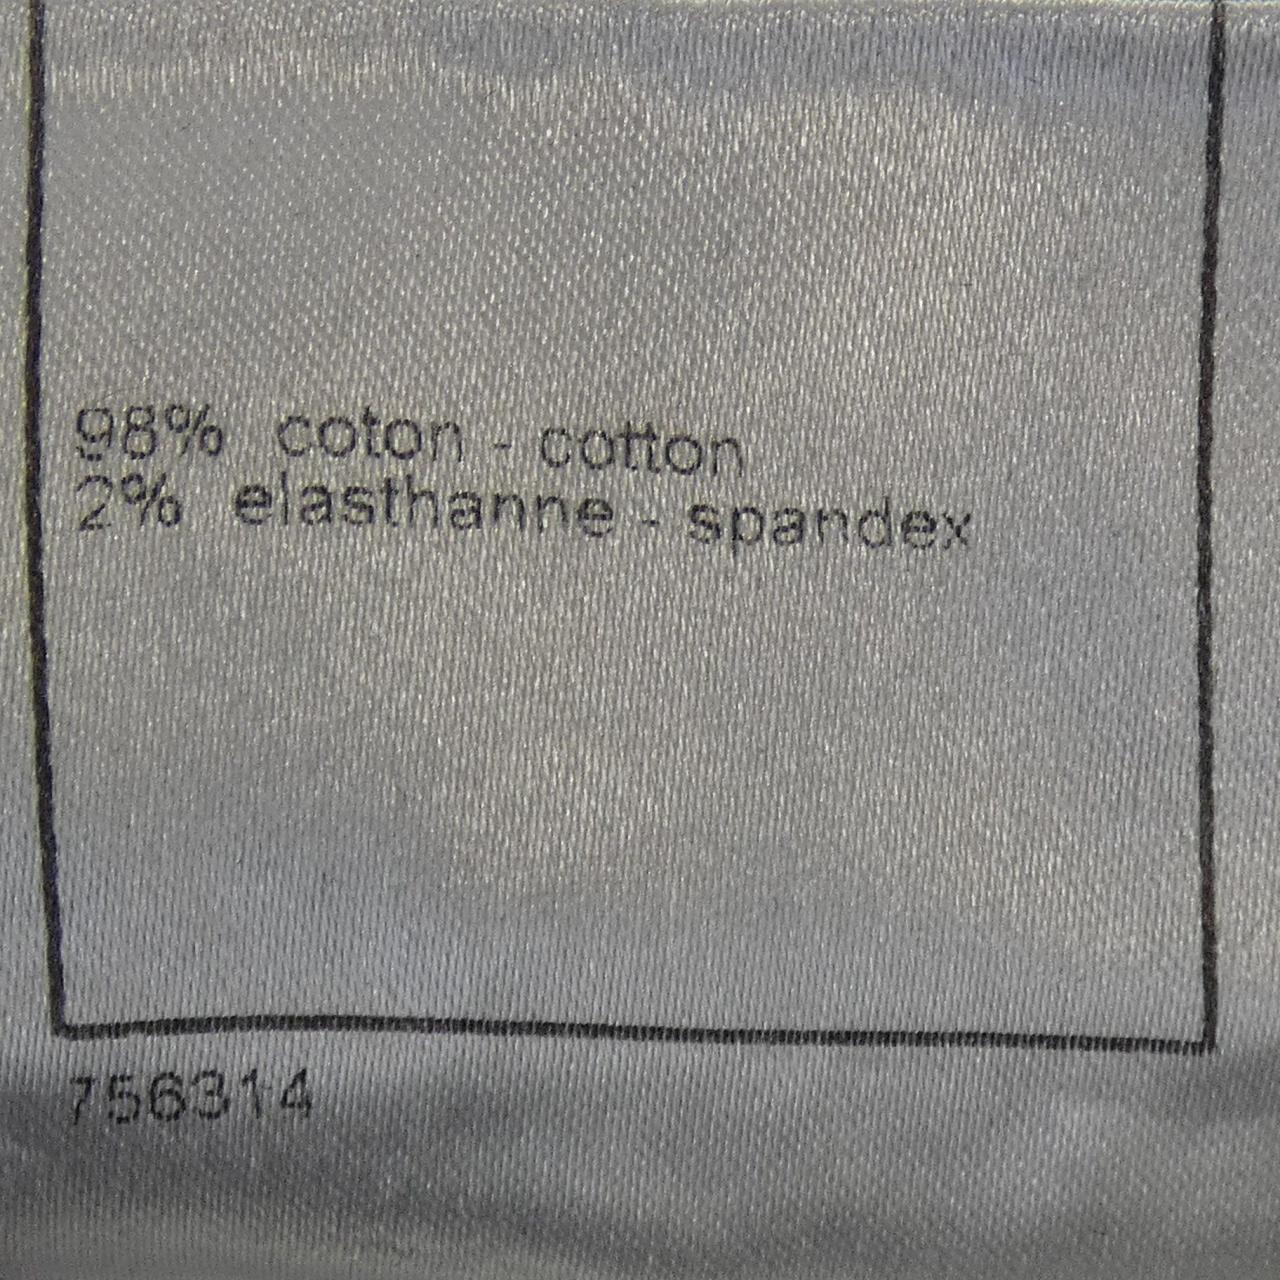 98% coton - cotton
2% elasthanne - spandex
756314